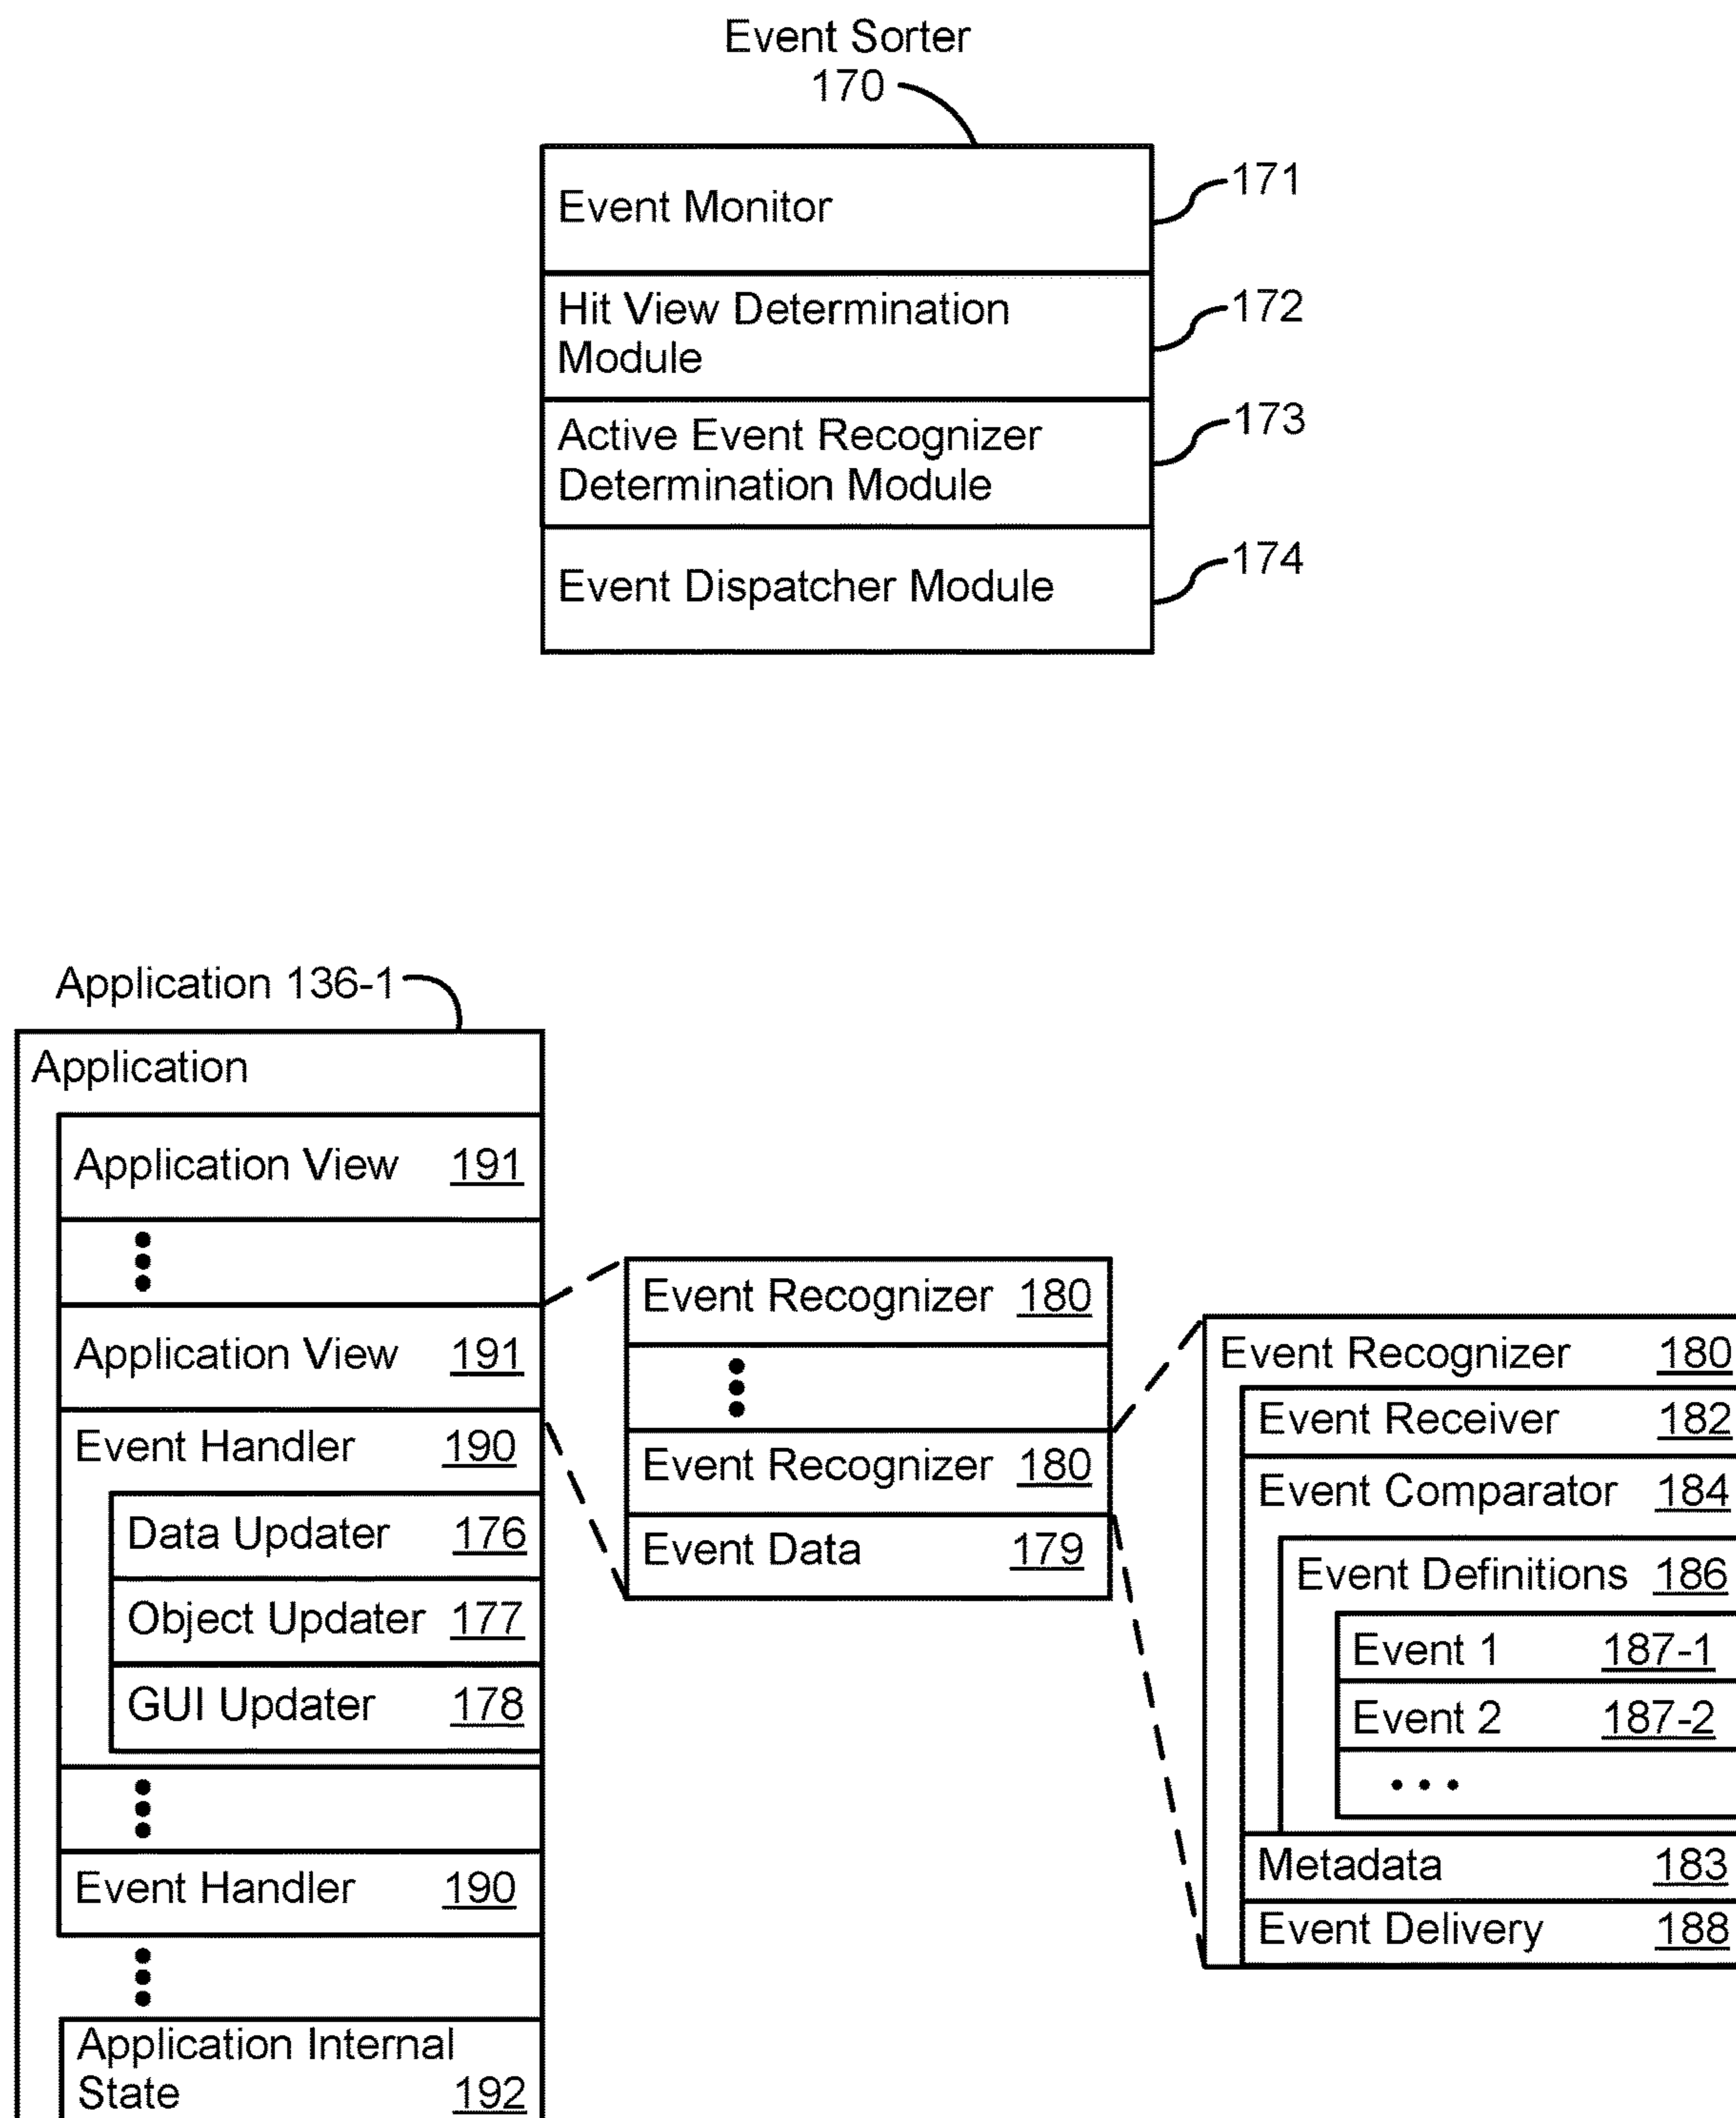 Event Sorter
170
Event Monitor
171
Hit View Determination
Module
172
Active Event Recognizer
Determination Module
173
Event Dispatcher Module
174
Application 136-1
Application
Application View 191
Application View 191
Event Handler 190
Data Updater 176
Object Updater 177
GUI Updater 178
Event Handler 190
Application Internal
State 192
Event Recognizer 180
Event Recognizer 180
Event Data 179
Event Recognizer 180
Event Receiver 182
Event Comparator 184
Event Definitions 186
Event 1 187-1
Event 2 187-2
• • •
Metadata 183
Event Delivery 188